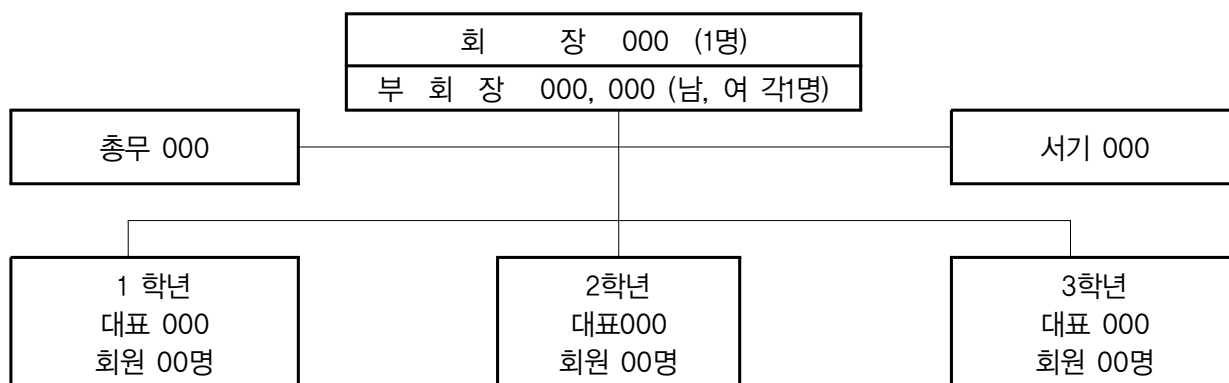 회 장 000 (1명)
부 회 장 000, 000 (남, 여 각1명)
총무 000
서기 000
1 학년
대표 000
회원 00명
2학년
대표000
회원 00명
3학년
대표 000
회원 00명